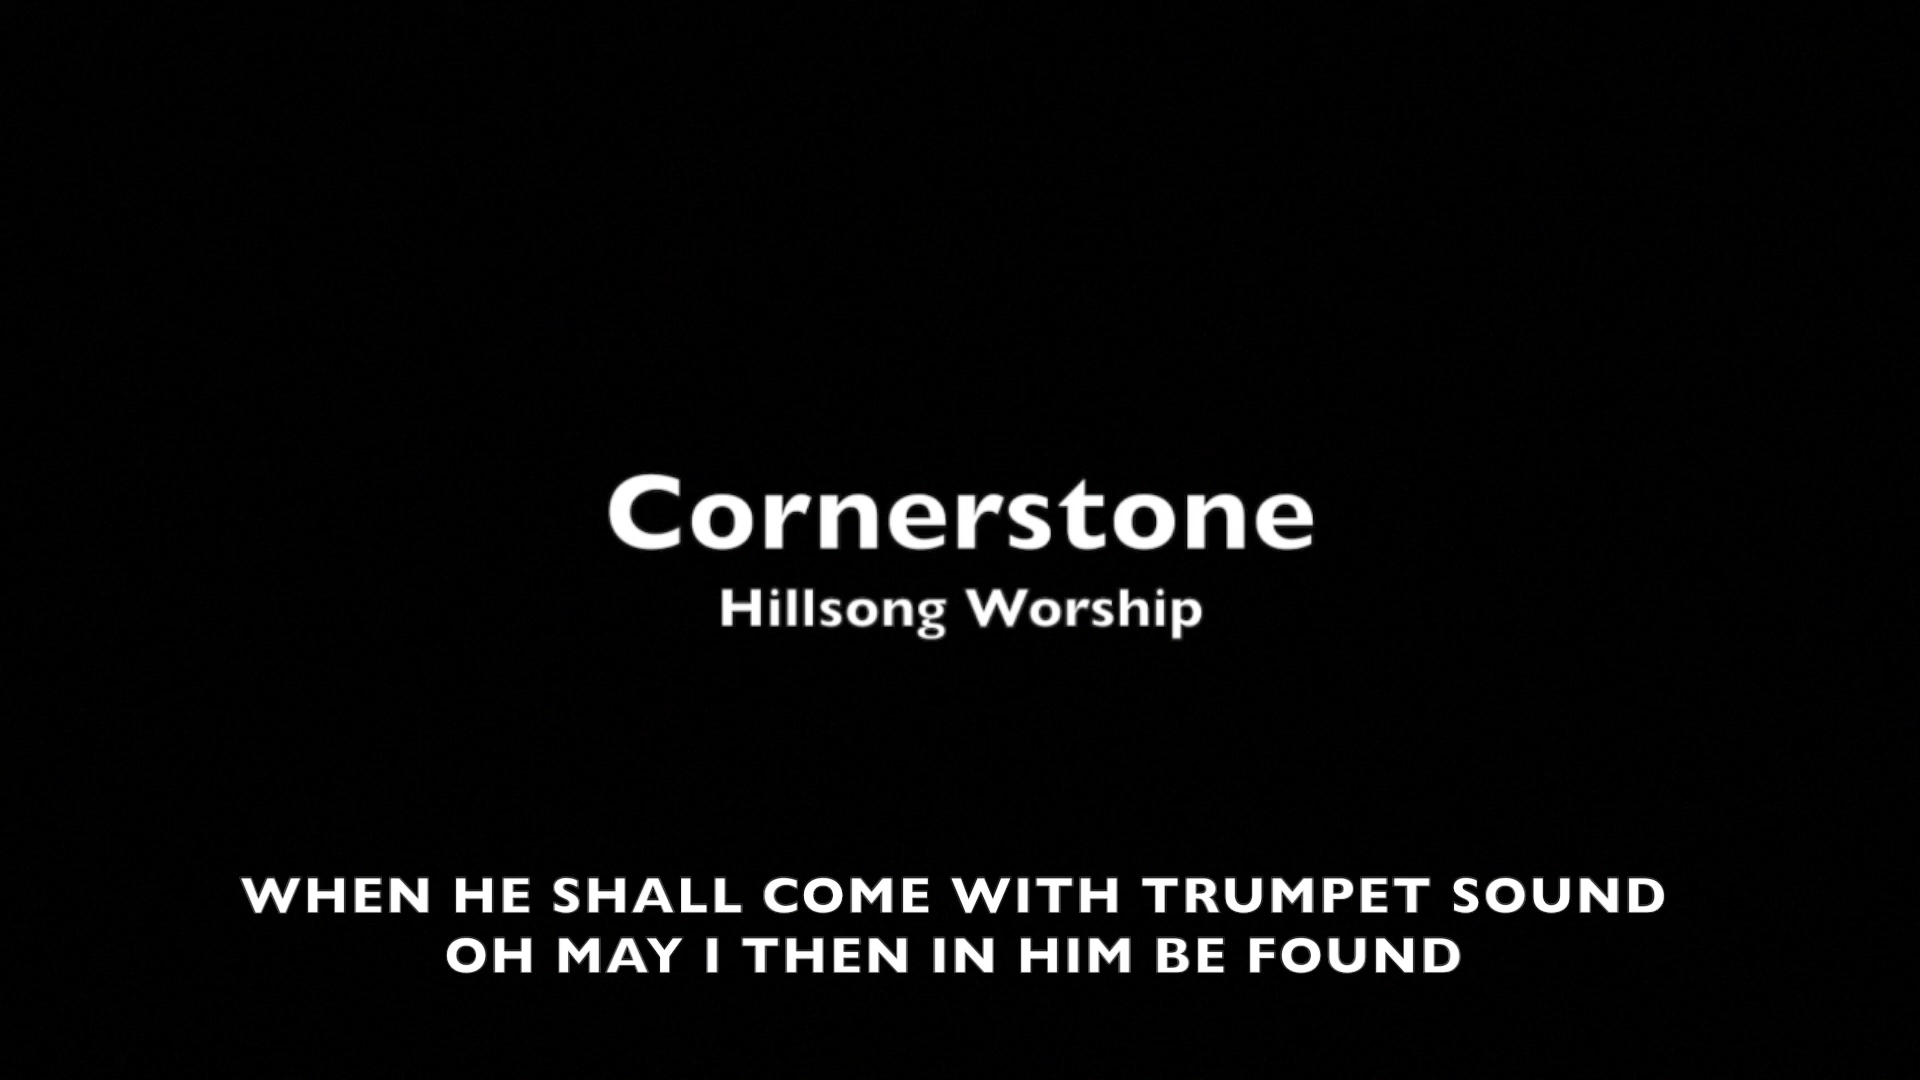 Cornerstone
Hillsong Worship
WHEN HE SHALL COME WITH TRUMPET SOUND
OH MAY I THEN IN HIM BE FOUND